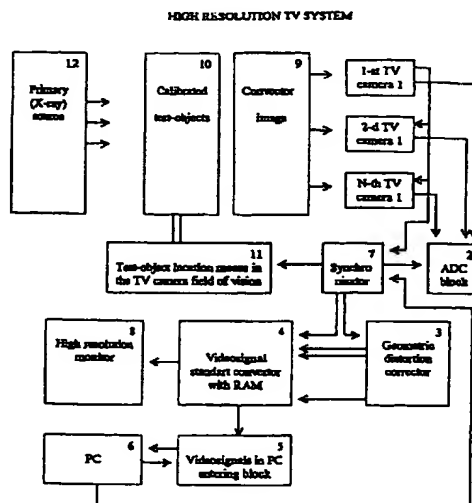 HIGH RESOLUTION TV SYSTEM
12
Primary
(X-ray)
source
10
Calibrated
test-objects
9
Convector
image
1-st TV
camera 1
2-d TV
camera 1
N-th TV
camera 1
11
Test-object location means in
the TV camera field of vision
7
Synchro
nizator
2
ADC
block
8
High resolution
monitor
4
Videosignal
standart convertor
with RAM
3
Geometric
distortion
corrector
6
PC
5
Videosignals in PC
entering block